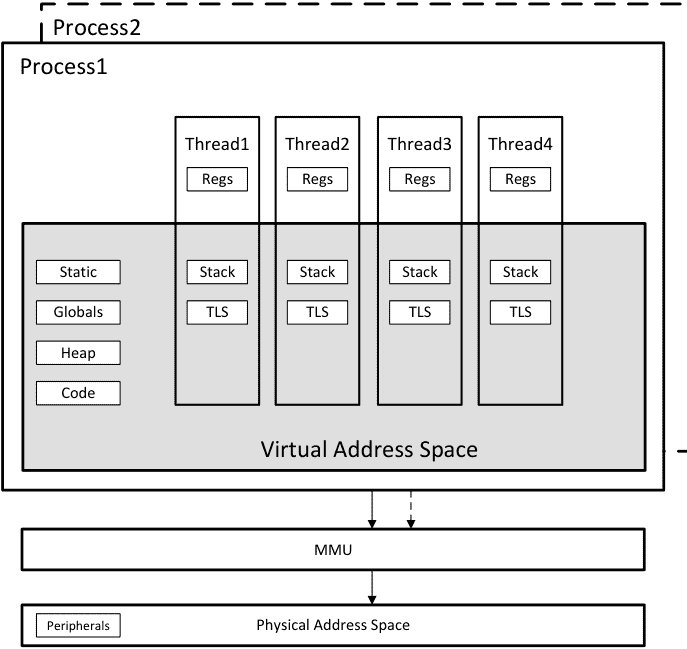 Process2
Process1
Thread1 Thread2 Thread3 Thread4
Regs Regs Regs Regs
Static Stack Stack Stack Stack
Globals TLS TLS TLS TLS
Heap
Code
Virtual Address Space
MMU
Peripherals Physical Address Space